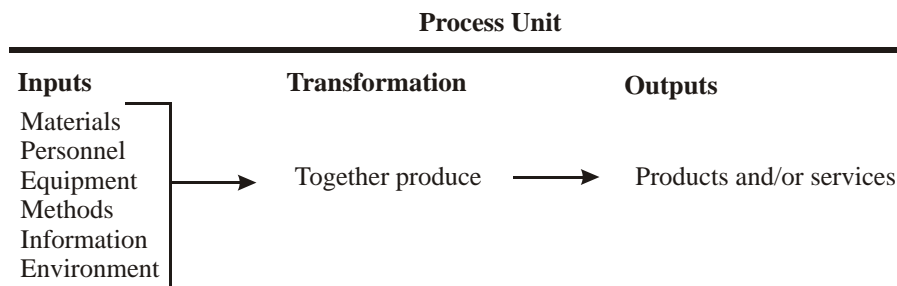 Process Unit
Inputs
Transformation
Outputs
Materials
Personnel
Equipment
Methods
Information
Environment
Together produce
Products and/or services